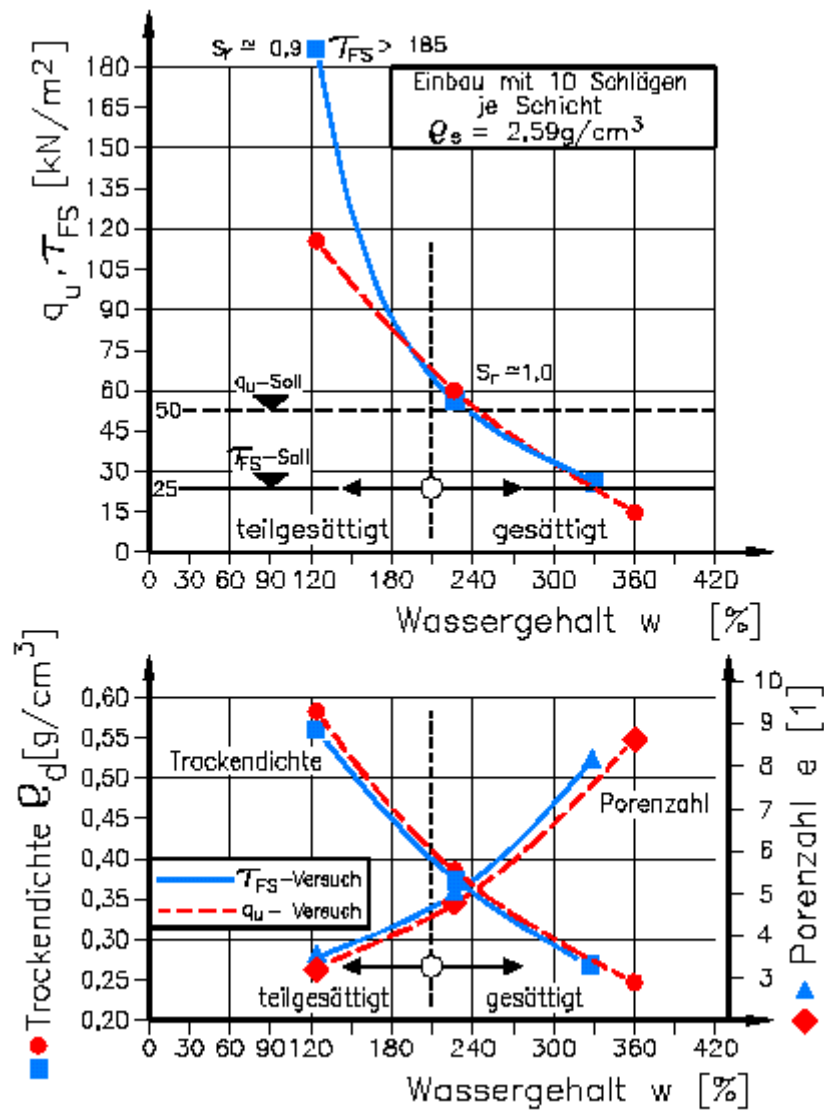 Sᵣ ≃ 0,9 τFS > 185
Einbau mit 10 Schlägen
je Schicht
ϱs = 2,59g/cm³
qu, τFS [kN/m²]
180
165
150
135
120
105
90
75
60
45
30
15
0
Sᵣ ≃ 1,0
qu-Soll
50
τFS-Soll
25
teilgesättigt gesättigt
0 30 60 90 120 180 240 300 360 420
Wassergehalt w [%]
Trockendichte ϱd [g/cm³]
0,60
0,55
0,50
0,45
0,40
0,35
0,30
0,25
0,20
Porenzahl e [1]
10
9
8
7
6
5
4
3
Trockendichte
Porenzahl
τFS-Versuch
qu - Versuch
teilgesättigt gesättigt
0 30 60 90 120 180 240 300 360 420
Wassergehalt w [%]